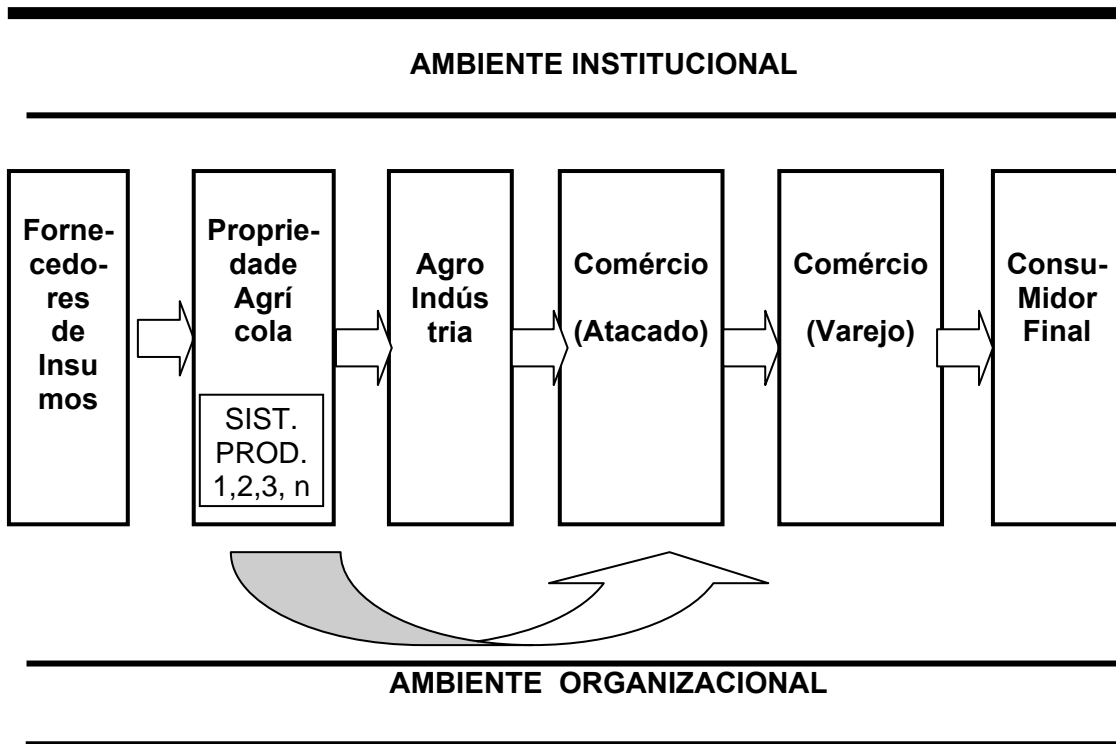 AMBIENTE INSTITUCIONAL
Forne-
cedo-
res
de
Insu
mos
Proprie-
dade
Agrí
cola
SIST.
PROD.
1,2,3, n
Agro
Indús
tria
Comércio
(Atacado)
Comércio
(Varejo)
Consu-
Midor
Final
AMBIENTE ORGANIZACIONAL